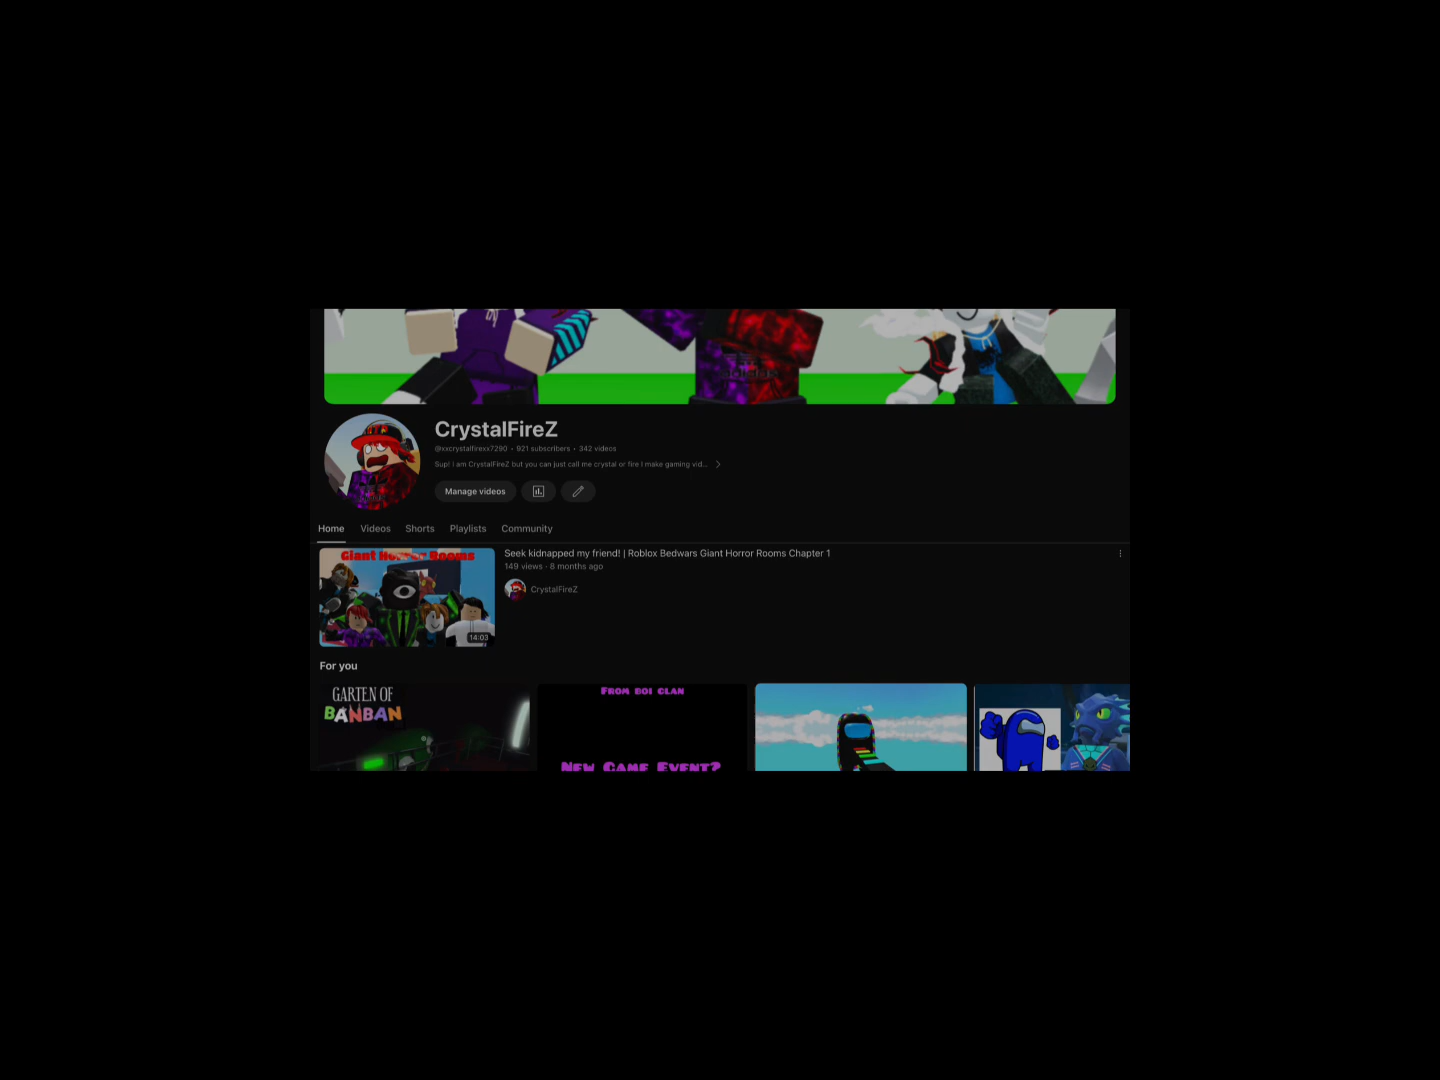 adidas
CrystalFireZ
@xxcrystalfirexx7290 • 921 subscribers • 342 videos
Sup! I am CrystalFireZ but you can just call me crystal or fire I make gaming vid...
Manage videos
Home Videos Shorts Playlists Community
Giant Horror Rooms
14:03
Seek kidnapped my friend! | Roblox Bedwars Giant Horror Rooms Chapter 1
149 views · 8 months ago
CrystalFireZ
For you
GARTEN OF
BANBAN
From boi clan
New Game Event?